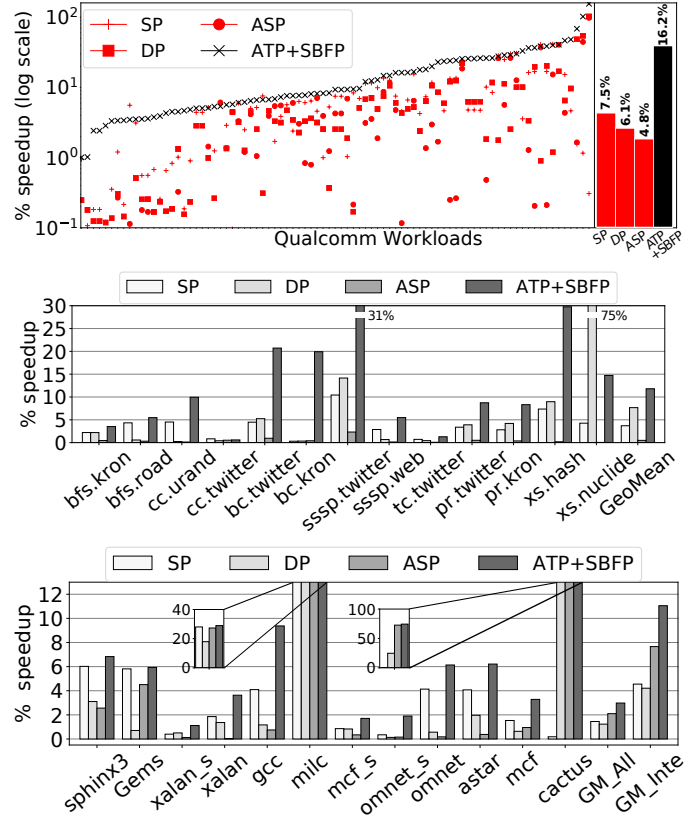 % speedup (log scale)
10²
10¹
10⁰
10⁻¹
SP
DP
ASP
ATP+SBFP
Qualcomm Workloads
7.5%
6.1%
4.8%
16.2%
SP
DP
ASP
ATP
+SBFP
SP DP ASP ATP+SBFP
% speedup
30
25
20
15
10
5
0
31%
75%
bfs.kron
bfs.road
cc.urand
cc.twitter
bc.twitter
bc.kron
sssp.twitter
sssp.web
tc.twitter
pr.twitter
pr.kron
xs.hash
xs.nuclide
GeoMean
SP DP ASP ATP+SBFP
% speedup
12
10
8
6
4
2
0
40
20
0
100
50
0
sphinx3
Gems
xalan_s
xalan
gcc
milc
mcf_s
omnet_s
omnet
astar
mcf
cactus
GM_All
GM_Inte